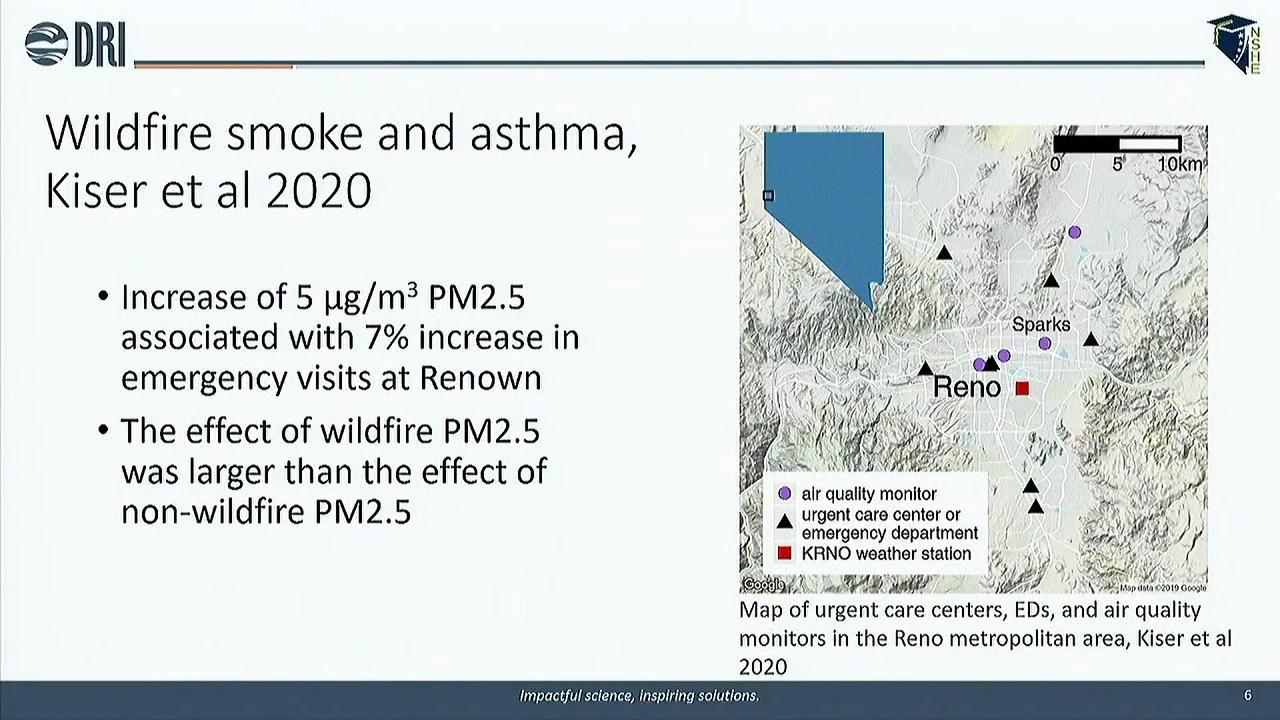 DRI
NSHE
Wildfire smoke and asthma,
Kiser et al 2020
• Increase of 5 µg/m³ PM2.5
associated with 7% increase in
emergency visits at Renown
• The effect of wildfire PM2.5
was larger than the effect of
non-wildfire PM2.5
0 5 10km
Sparks
Reno
air quality monitor
urgent care center or
emergency department
KRNO weather station
Google
Map data ©2019 Google
Map of urgent care centers, EDs, and air quality
monitors in the Reno metropolitan area, Kiser et al
2020
Impactful science, inspiring solutions.
6